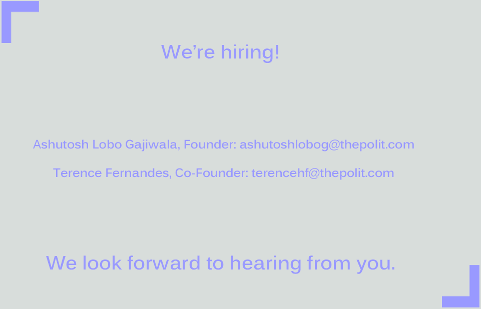 We’re hiring!
Ashutosh Lobo Gajiwala, Founder: ashutoshlobog@thepolit.com
Terence Fernandes, Co-Founder: terencehf@thepolit.com
We look forward to hearing from you.